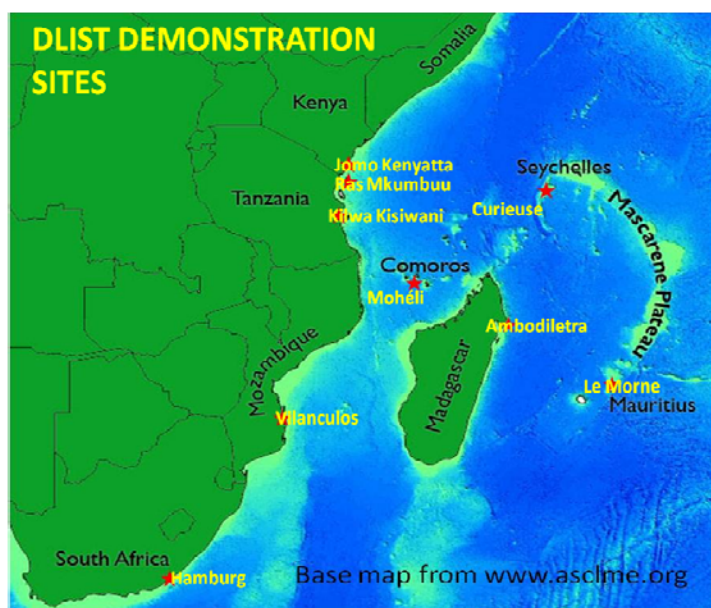 DLIST DEMONSTRATION
SITES
Somalia
Kenya
Jomo Kenyatta
Ras Mkumbuu
Tanzania
Kilwa Kisiwani
Seychelles
Curieuse
Mascarene Plateau
Comoros
Mohéli
Ambodiletra
Mozambique
Madagascar
Le Morne
Mauritius
Vilanculos
South Africa
Hamburg
Base map from www.asclme.org